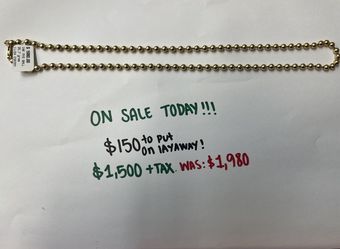 ON SALE TODAY!!!
$150 to put on layaway!
$1,500 + TAX. WAS: $1,980